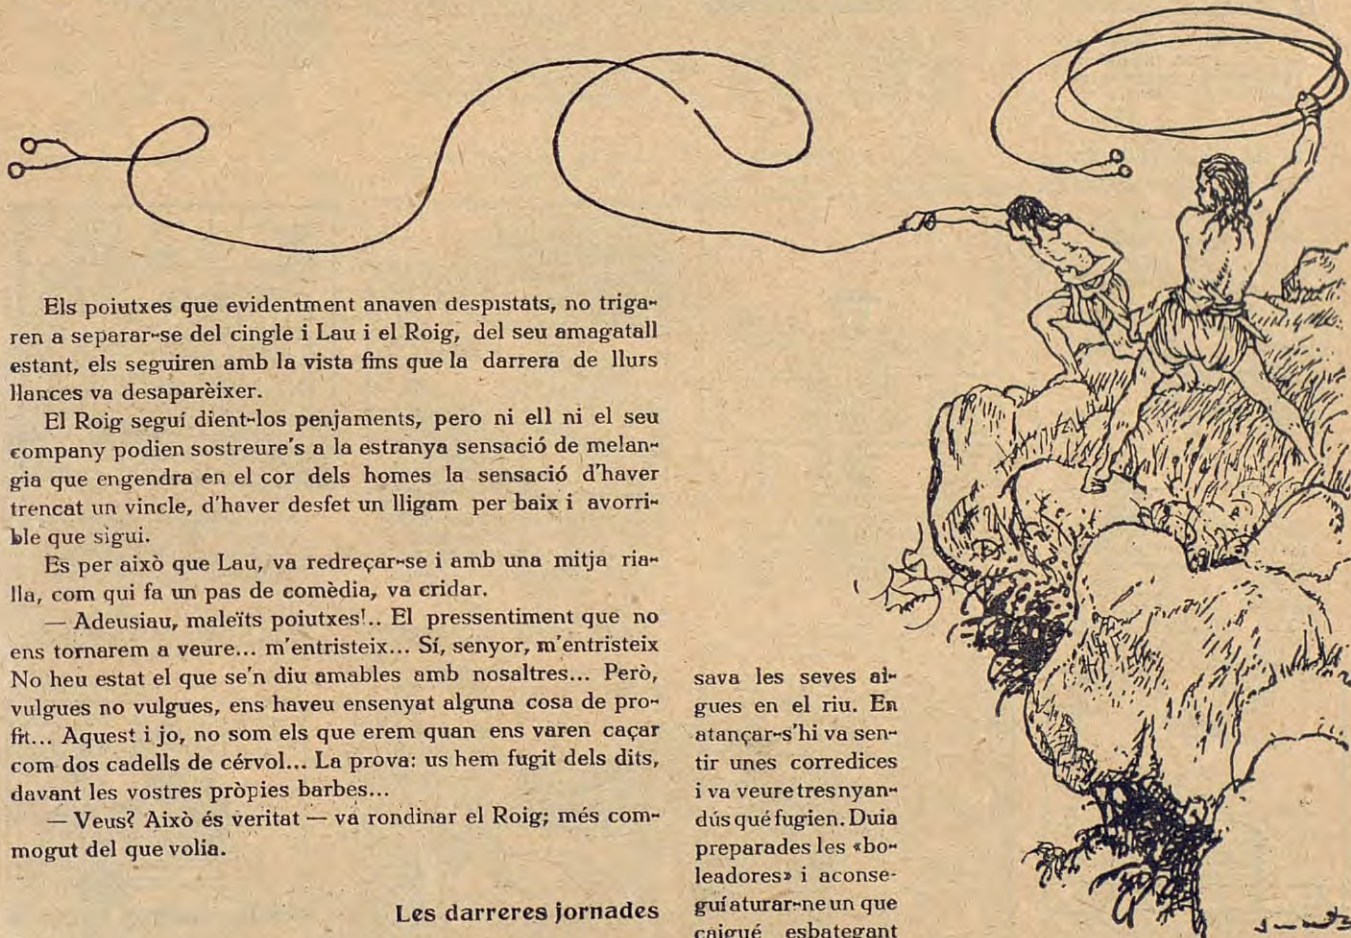 Els poiutxes que evidentment anaven despistats, no triga-
ren a separar-se del cingle i Lau i el Roig, del seu amagatall
estant, els seguiren amb la vista fins que la darrera de llurs
llances va desaparèixer.
El Roig seguí dient-los penjaments, pero ni ell ni el seu
company podien sostreure's a la estranya sensació de melan-
gia que engendra en el cor dels homes la sensació d'haver
trencat un vincle, d'haver desfet un lligam per baix i avorri-
ble que sigui.
Es per això que Lau, va redreçar-se i amb una mitja ria-
lla, com qui fa un pas de comèdia, va cridar.
— Adeusiau, maleïts poiutxes!.. El pressentiment que no
ens tornarem a veure... m'entristeix... Sí, senyor, m'entristeix
No heu estat el que se'n diu amables amb nosaltres... Però,
vulgues no vulgues, ens haveu ensenyat alguna cosa de pro-
fit... Aquest i jo, no som els que erem quan ens varen caçar
com dos cadells de cérvol... La prova: us hem fugit dels dits,
davant les vostres pròpies barbes...
— Veus? Això és veritat — va rondinar el Roig; més com-
mogut del que volia.
Les darreres jornades
sava les seves ai-
gues en el riu. En
atançar-s'hi va sen-
tir unes corredices
i va veure tres nyan-
dús qué fugien. Duia
preparades les «bo-
leadores» i aconse-
guí aturar-ne un que
caigué esbategant